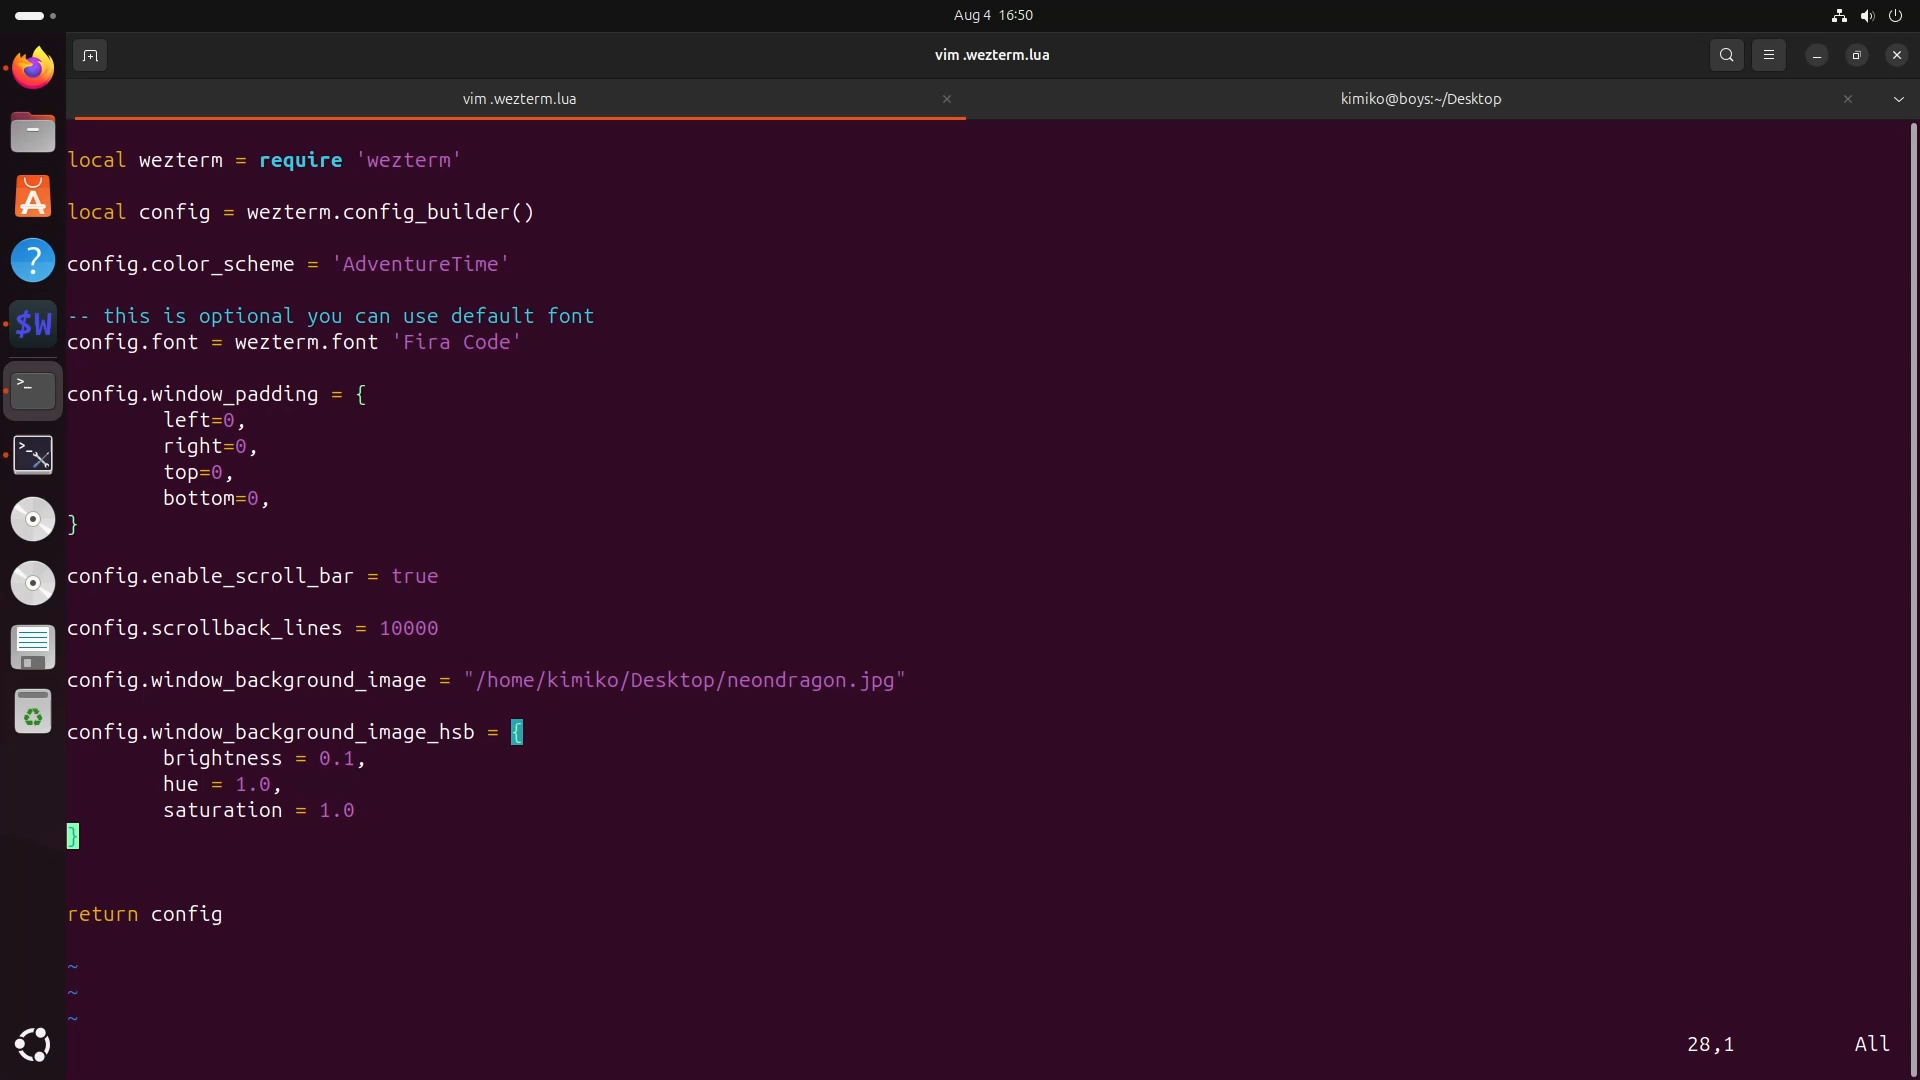 Aug 4 16:50
vim .wezterm.lua
vim .wezterm.lua
kimiko@boys:~/Desktop
local wezterm = require 'wezterm'
local config = wezterm.config_builder()
config.color_scheme = 'AdventureTime'
-- this is optional you can use default font
config.font = wezterm.font 'Fira Code'
config.window_padding = {
left=0,
right=0,
top=0,
bottom=0,
}
config.enable_scroll_bar = true
config.scrollback_lines = 10000
config.window_background_image = "/home/kimiko/Desktop/neondragon.jpg"
config.window_background_image_hsb = {
brightness = 0.1,
hue = 1.0,
saturation = 1.0
}
return config
~
~
~
28,1 All
A
?
$W
>_
>_